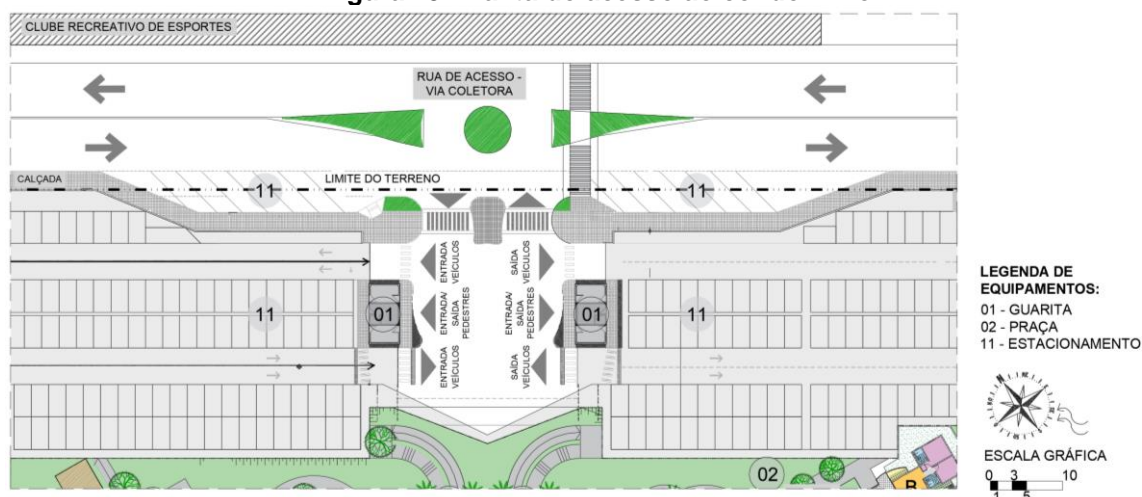 CLUBE RECREATIVO DE ESPORTES
RUA DE ACESSO -
VIA COLETORA
CALÇADA
11
LIMITE DO TERRENO
11
ENTRADA
VEÍCULOS
SAÍDA
VEÍCULOS
11
01
ENTRADA/
SAÍDA
PEDESTRES
ENTRADA/
SAÍDA
PEDESTRES
01
11
ENTRADA
VEÍCULOS
SAÍDA
VEÍCULOS
02
B
LEGENDA DE
EQUIPAMENTOS:
01 - GUARITA
02 - PRAÇA
11 - ESTACIONAMENTO
ESCALA GRÁFICA
0 3 10
1 5